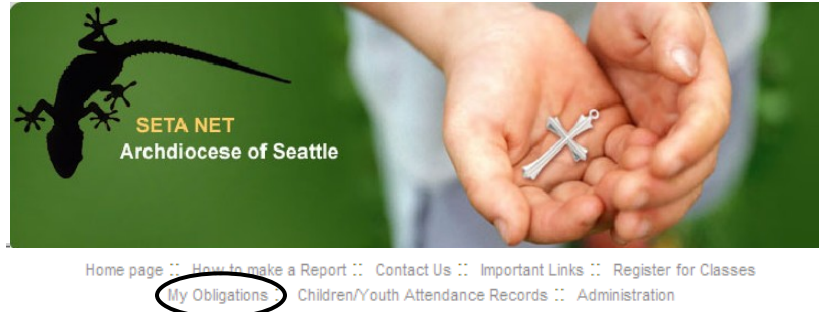 SETA NET
Archdiocese of Seattle
Home page :: How to make a Report :: Contact Us :: Important Links :: Register for Classes
My Obligations :: Children/Youth Attendance Records :: Administration